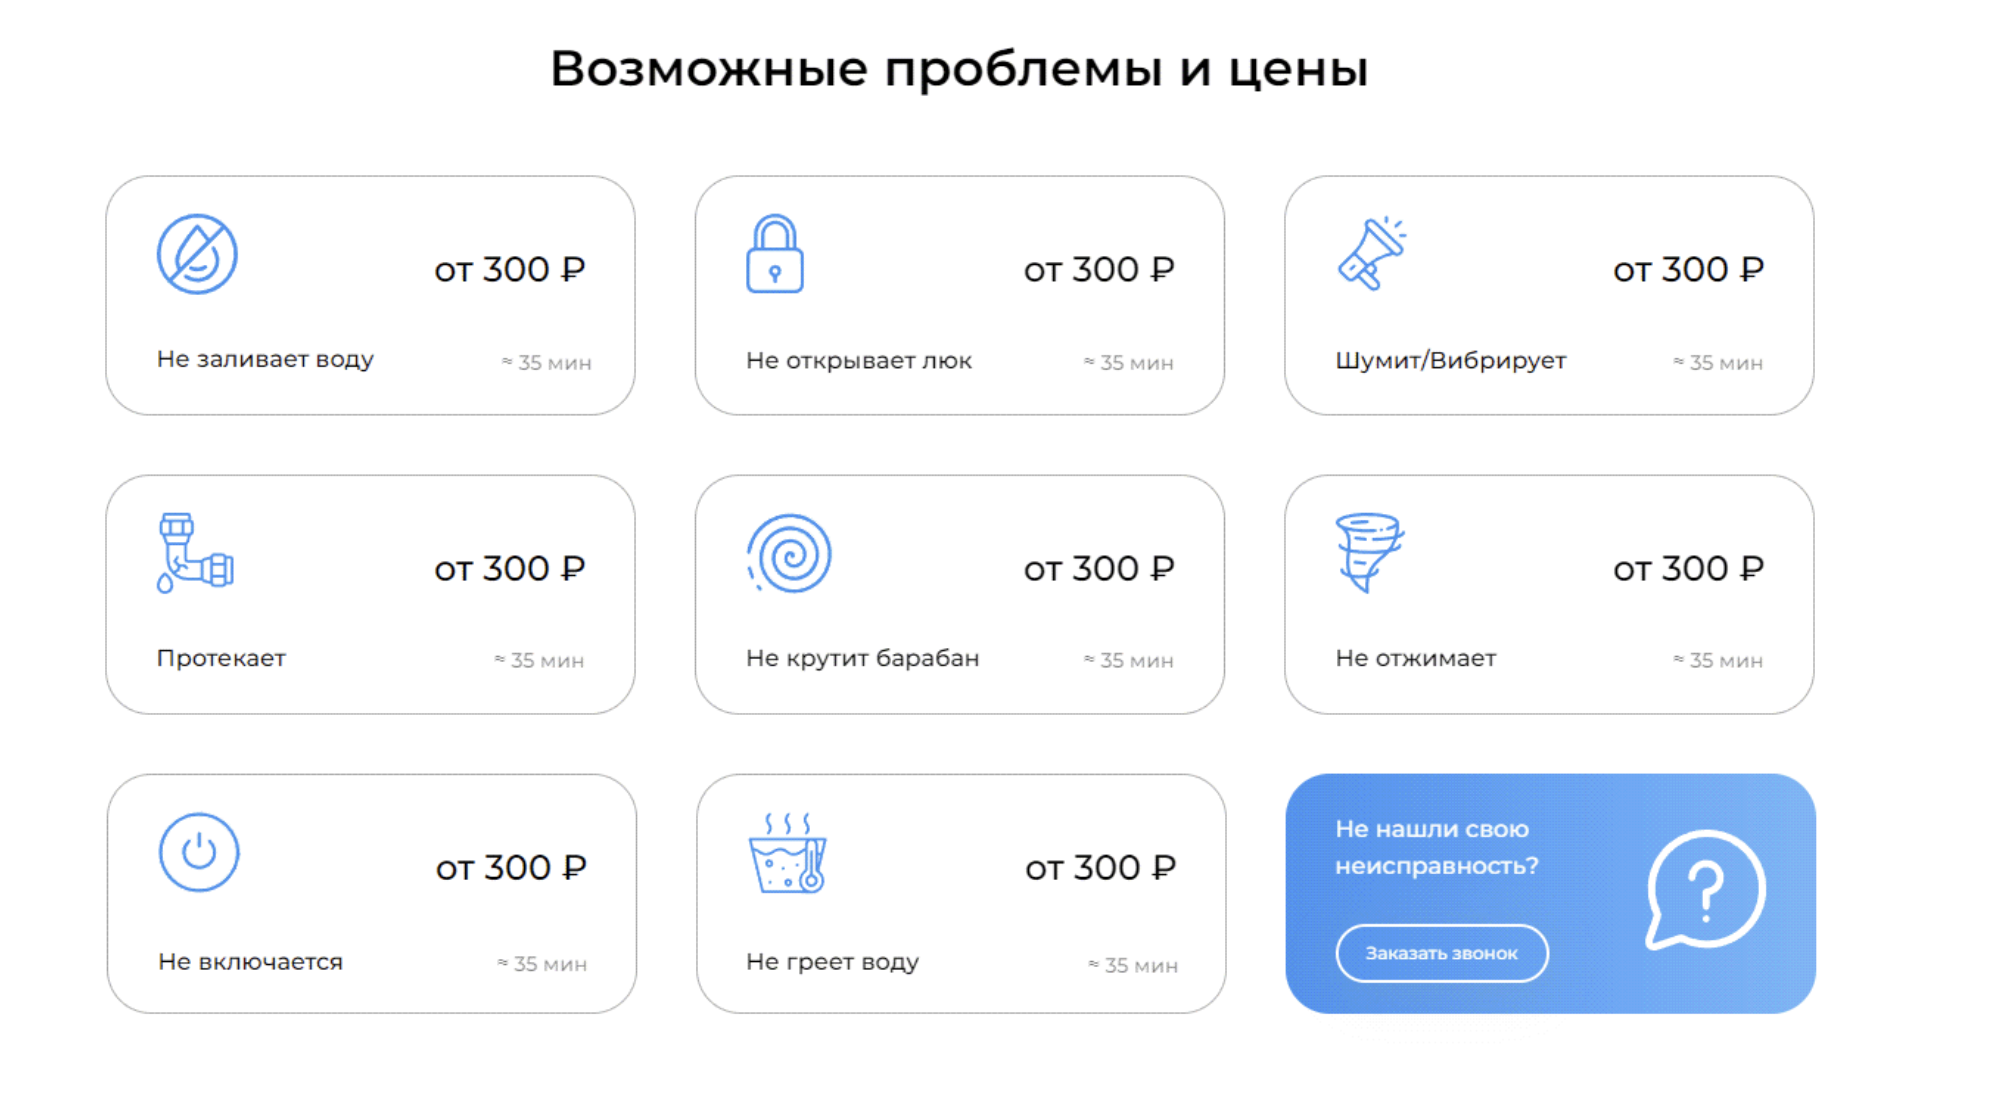 Возможные проблемы и цены
от 300 ₽
Не заливает воду
≈ 35 мин
от 300 ₽
Не открывает люк
≈ 35 мин
от 300 ₽
Шумит/Вибрирует
≈ 35 мин
от 300 ₽
Протекает
≈ 35 мин
от 300 ₽
Не крутит барабан
≈ 35 мин
от 300 ₽
Не отжимает
≈ 35 мин
от 300 ₽
Не включается
≈ 35 мин
от 300 ₽
Не греет воду
≈ 35 мин
Не нашли свою
неисправность?
Заказать звонок